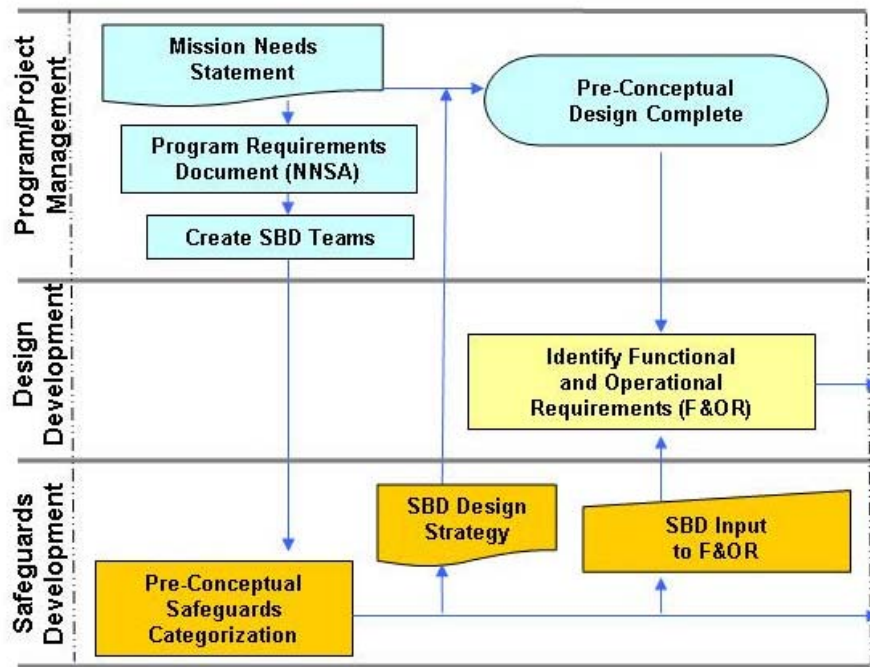 Program/Project
Management
Mission Needs
Statement
Pre-Conceptual
Design Complete
Program Requirements
Document (NNSA)
Create SBD Teams
Design
Development
Identify Functional
and Operational
Requirements (F&OR)
Safeguards
Development
SBD Design
Strategy
SBD Input
to F&OR
Pre-Conceptual
Safeguards
Categorization